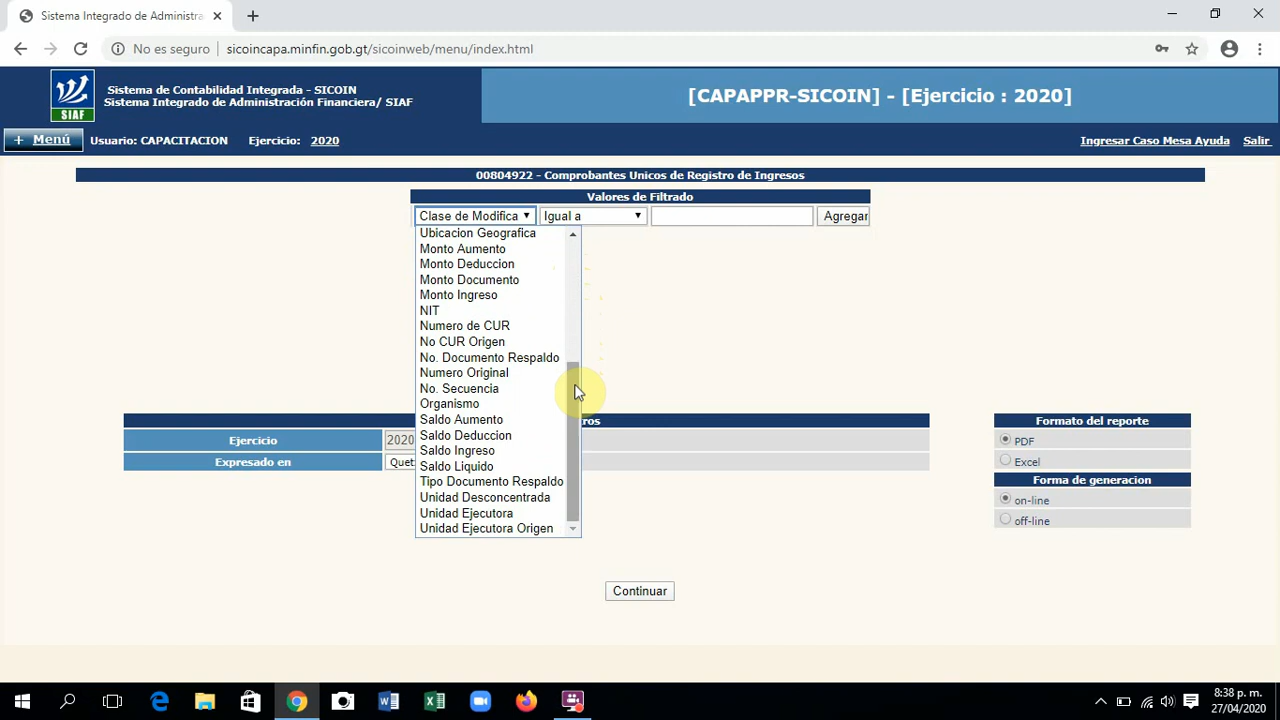 Sistema Integrado de Administra
No es seguro
sicoincapa.minfin.gob.gt/sicoinweb/menu/index.html
SIAF
Sistema de Contabilidad Integrada - SICOIN
Sistema Integrado de Administración Financiera/ SIAF
[CAPAPPR-SICOIN] - [Ejercicio : 2020]
+ Menú
Usuario: CAPACITACION
Ejercicio: 2020
Ingresar Caso Mesa Ayuda
Salir
00804922 - Comprobantes Unicos de Registro de Ingresos
Valores de Filtrado
Clase de Modifica
Igual a
Agregar
Ubicacion Geografica
Monto Aumento
Monto Deduccion
Monto Documento
Monto Ingreso
NIT
Numero de CUR
No CUR Origen
No. Documento Respaldo
Numero Original
No. Secuencia
Organismo
Saldo Aumento
Saldo Deduccion
Saldo Ingreso
Saldo Liquido
Tipo Documento Respaldo
Unidad Desconcentrada
Unidad Ejecutora
Unidad Ejecutora Origen
ros
Ejercicio
2020
Expresado en
Quet
Formato del reporte
PDF
Excel
Forma de generacion
on-line
off-line
Continuar
8:38 p. m.
27/04/2020